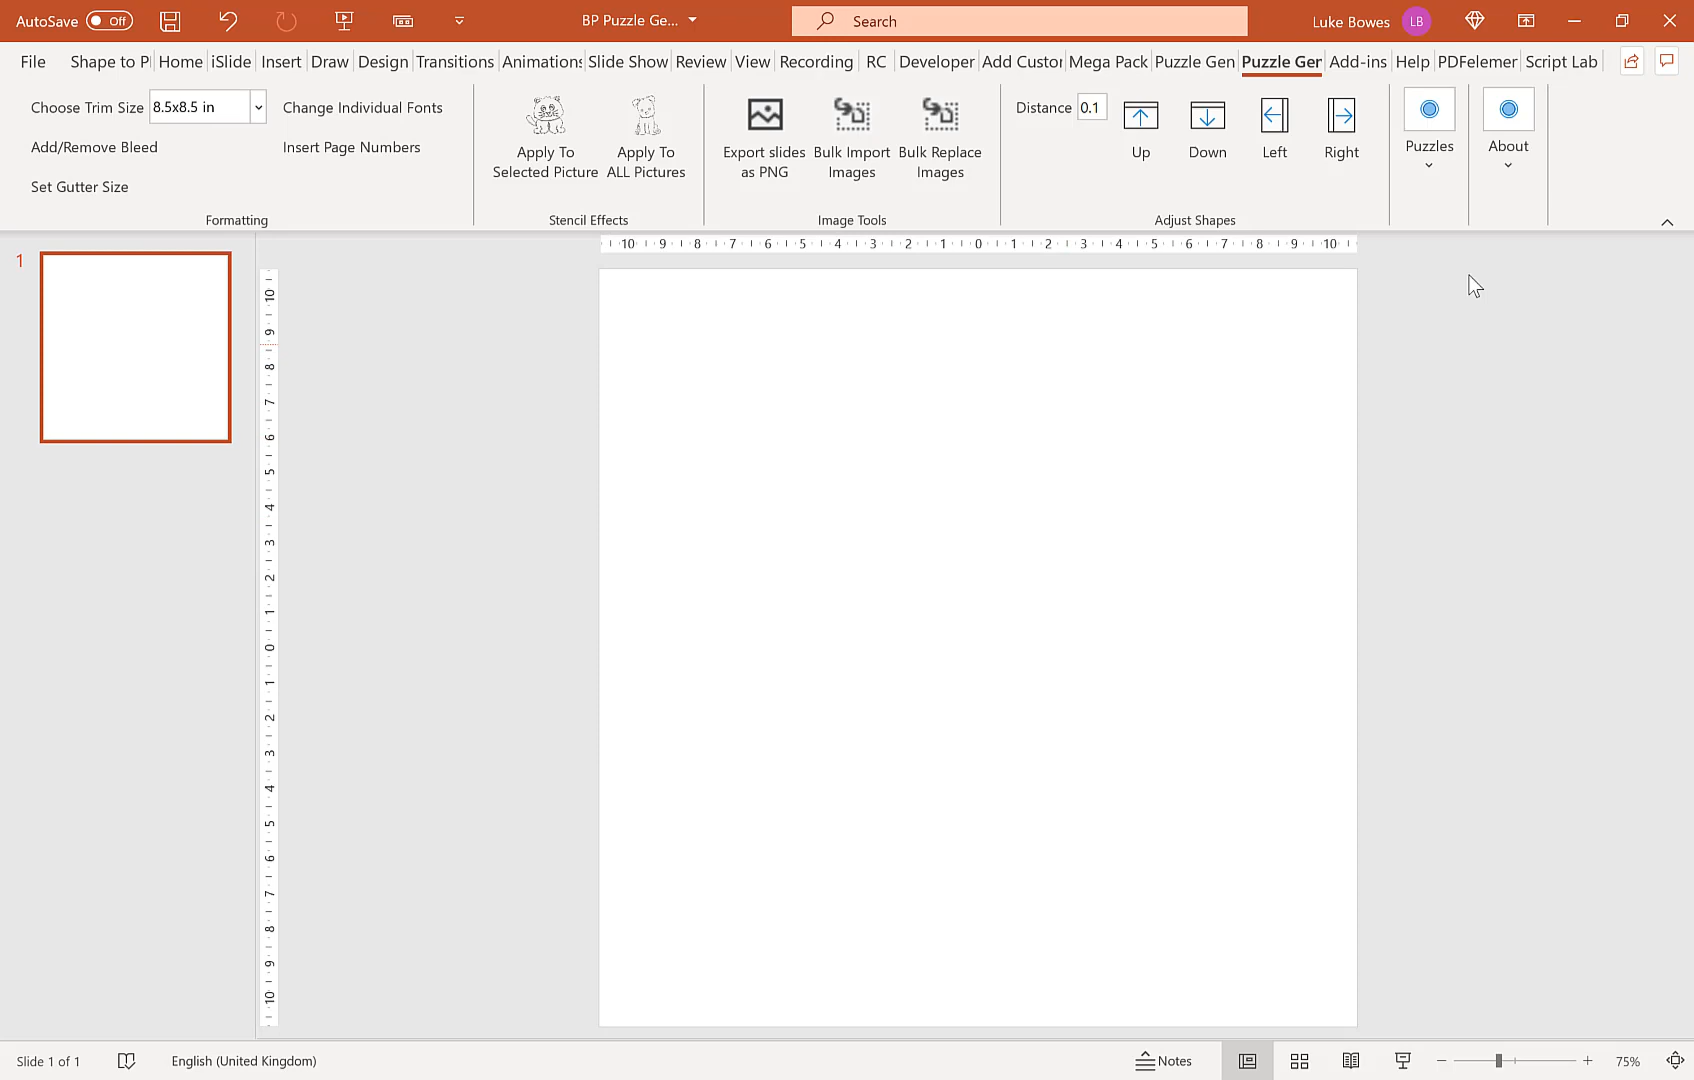 AutoSave Off BP Puzzle Ge... Search Luke Bowes LB
File Shape to Pl Home iSlide Insert Draw Design Transitions Animations Slide Show Review View Recording RC Developer Add Custor Mega Pack Puzzle Gen Puzzle Ger Add-ins Help PDFelemer Script Lab
Choose Trim Size 8.5x8.5 in Change Individual Fonts
Add/Remove Bleed Insert Page Numbers
Set Gutter Size
Formatting
Apply To
Selected Picture
Apply To
ALL Pictures
Stencil Effects
Export slides
as PNG
Bulk Import
Images
Bulk Replace
Images
Image Tools
Distance 0.1 Up Down Left Right
Adjust Shapes
Puzzles
About
10 9 8 7 6 5 4 3 2 1 0 1 2 3 4 5 6 7 8 9 10
1
10 9 8 7 6 5 4 3 2 1 0 1 2 3 4 5 6 7 8 9 10
Slide 1 of 1 English (United Kingdom) Notes 75%